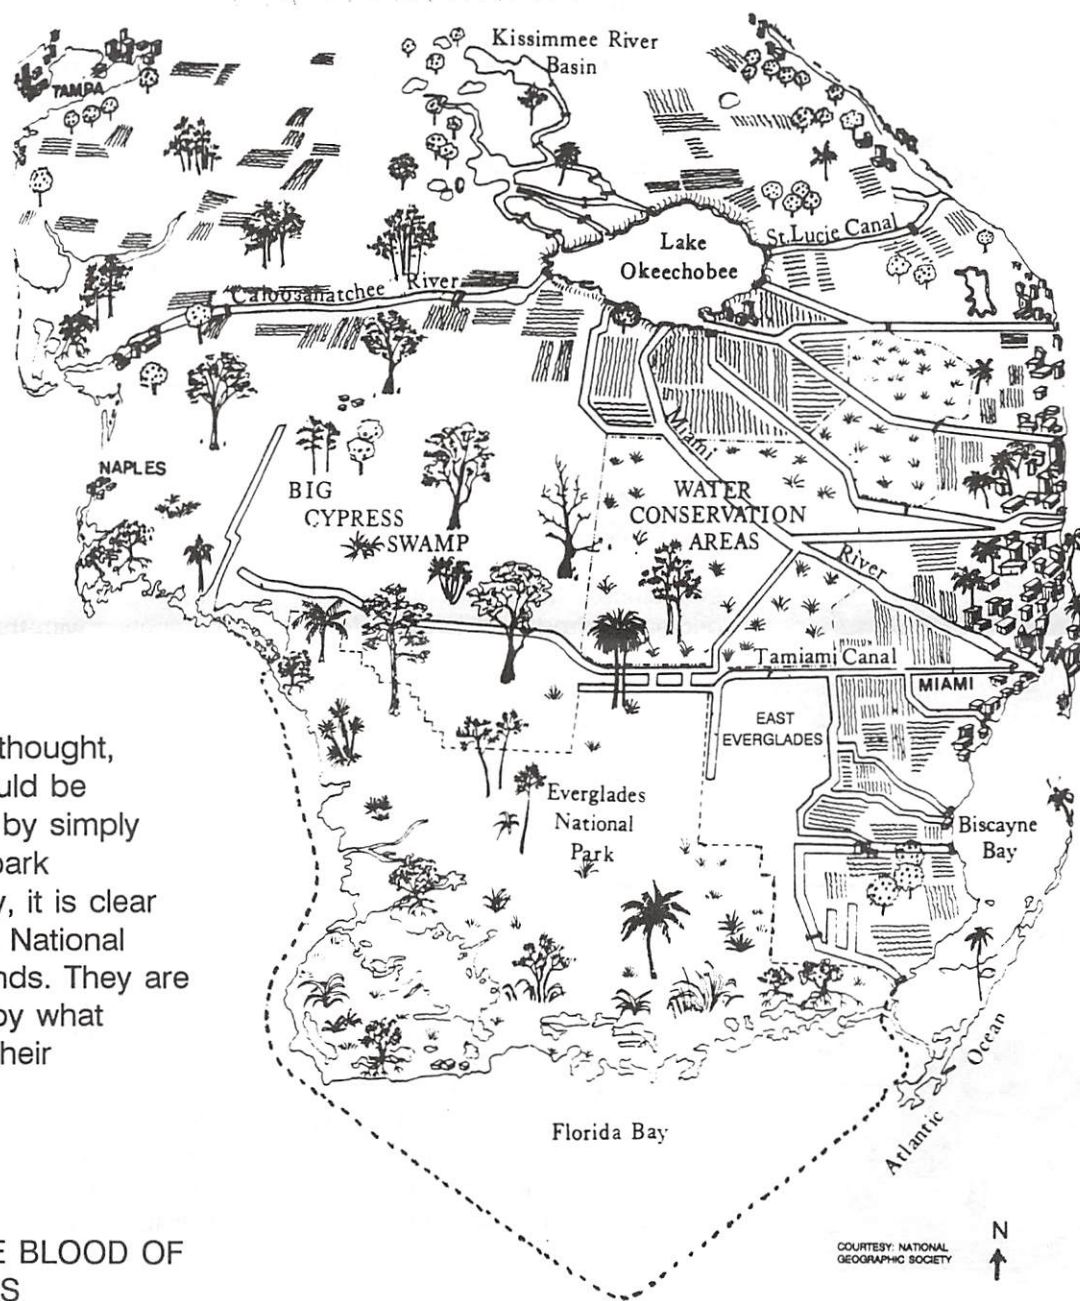 Kissimmee River
Basin
TAMPA
Lake
Okeechobee
St. Lucie Canal
Caloosahatchee River
Miami
River
NAPLES
BIG
CYPRESS
SWAMP
WATER
CONSERVATION
AREAS
Tamiami Canal
MIAMI
EAST
EVERGLADES
Everglades
National
Park
Biscayne
Bay
Atlantic Ocean
Florida Bay
thought,
uld be
by simply
park
y, it is clear
National
nds. They are
by what
heir
E BLOOD OF
S
COURTESY: NATIONAL
GEOGRAPHIC SOCIETY
N